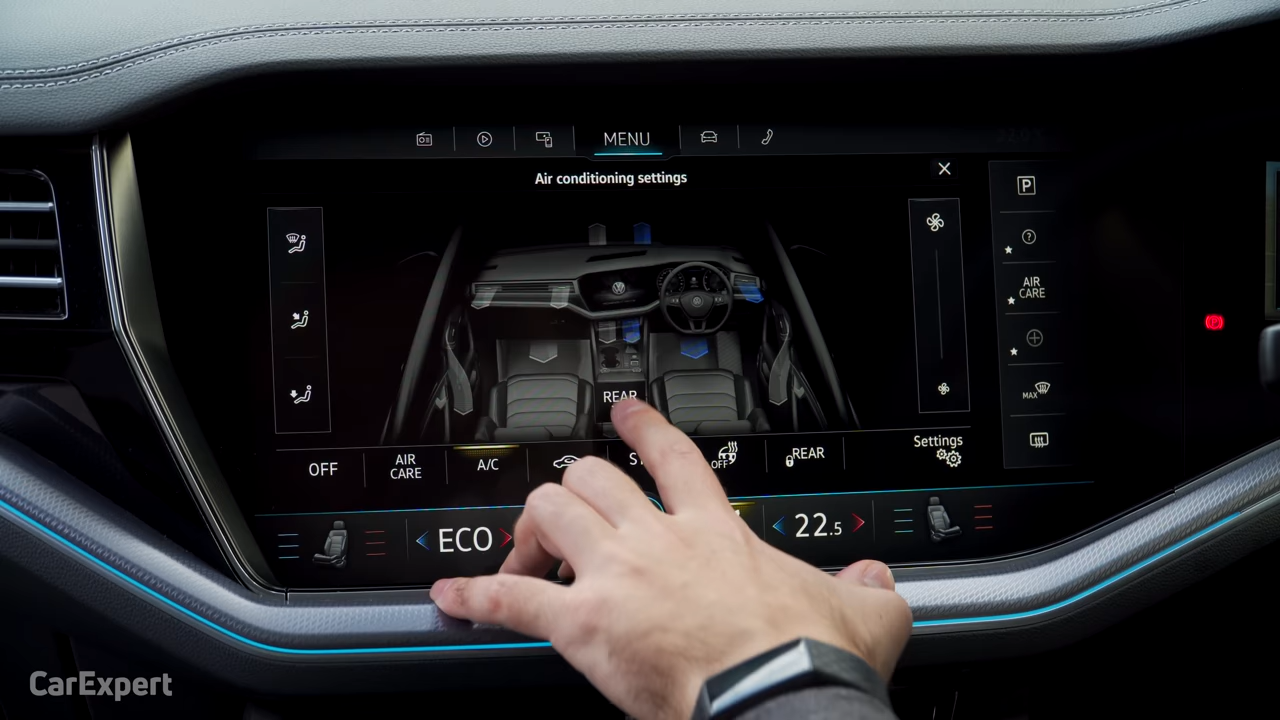 MENU
Air conditioning settings
P
?
AIR
CARE
MAX
REAR
OFF
AIR
CARE
A/C
OFF
REAR
Settings
ECO
22.5
CarExpert